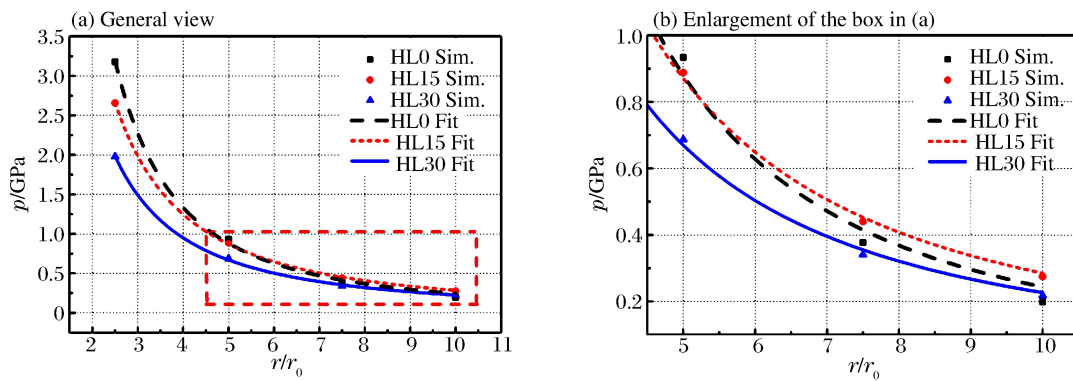 (a) General view
3.5
3.0
2.5
2.0
1.5
1.0
0.5
0
p/GPa
HL0 Sim.
HL15 Sim.
HL30 Sim.
HL0 Fit
HL15 Fit
HL30 Fit
2 3 4 5 6 7 8 9 10 11
r/r₀
(b) Enlargement of the box in (a)
1.0
0.8
0.6
0.4
0.2
p/GPa
HL0 Sim.
HL15 Sim.
HL30 Sim.
HL0 Fit
HL15 Fit
HL30 Fit
5 6 7 8 9 10
r/r₀